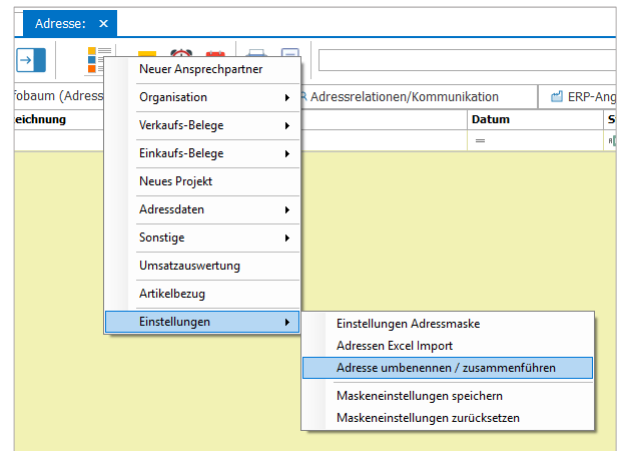 Adresse: ×
Neuer Ansprechpartner
fobaum (Adress
Organisation
Adressrelationen/Kommunikation
ERP-Ang
eichnung
Datum
S
Verkaufs-Belege
=
Einkaufs-Belege
Neues Projekt
Adressdaten
Sonstige
Umsatzauswertung
Artikelbezug
Einstellungen
Einstellungen Adressmaske
Adressen Excel Import
Adresse umbenennen / zusammenführen
Maskeneinstellungen speichern
Maskeneinstellungen zurücksetzen